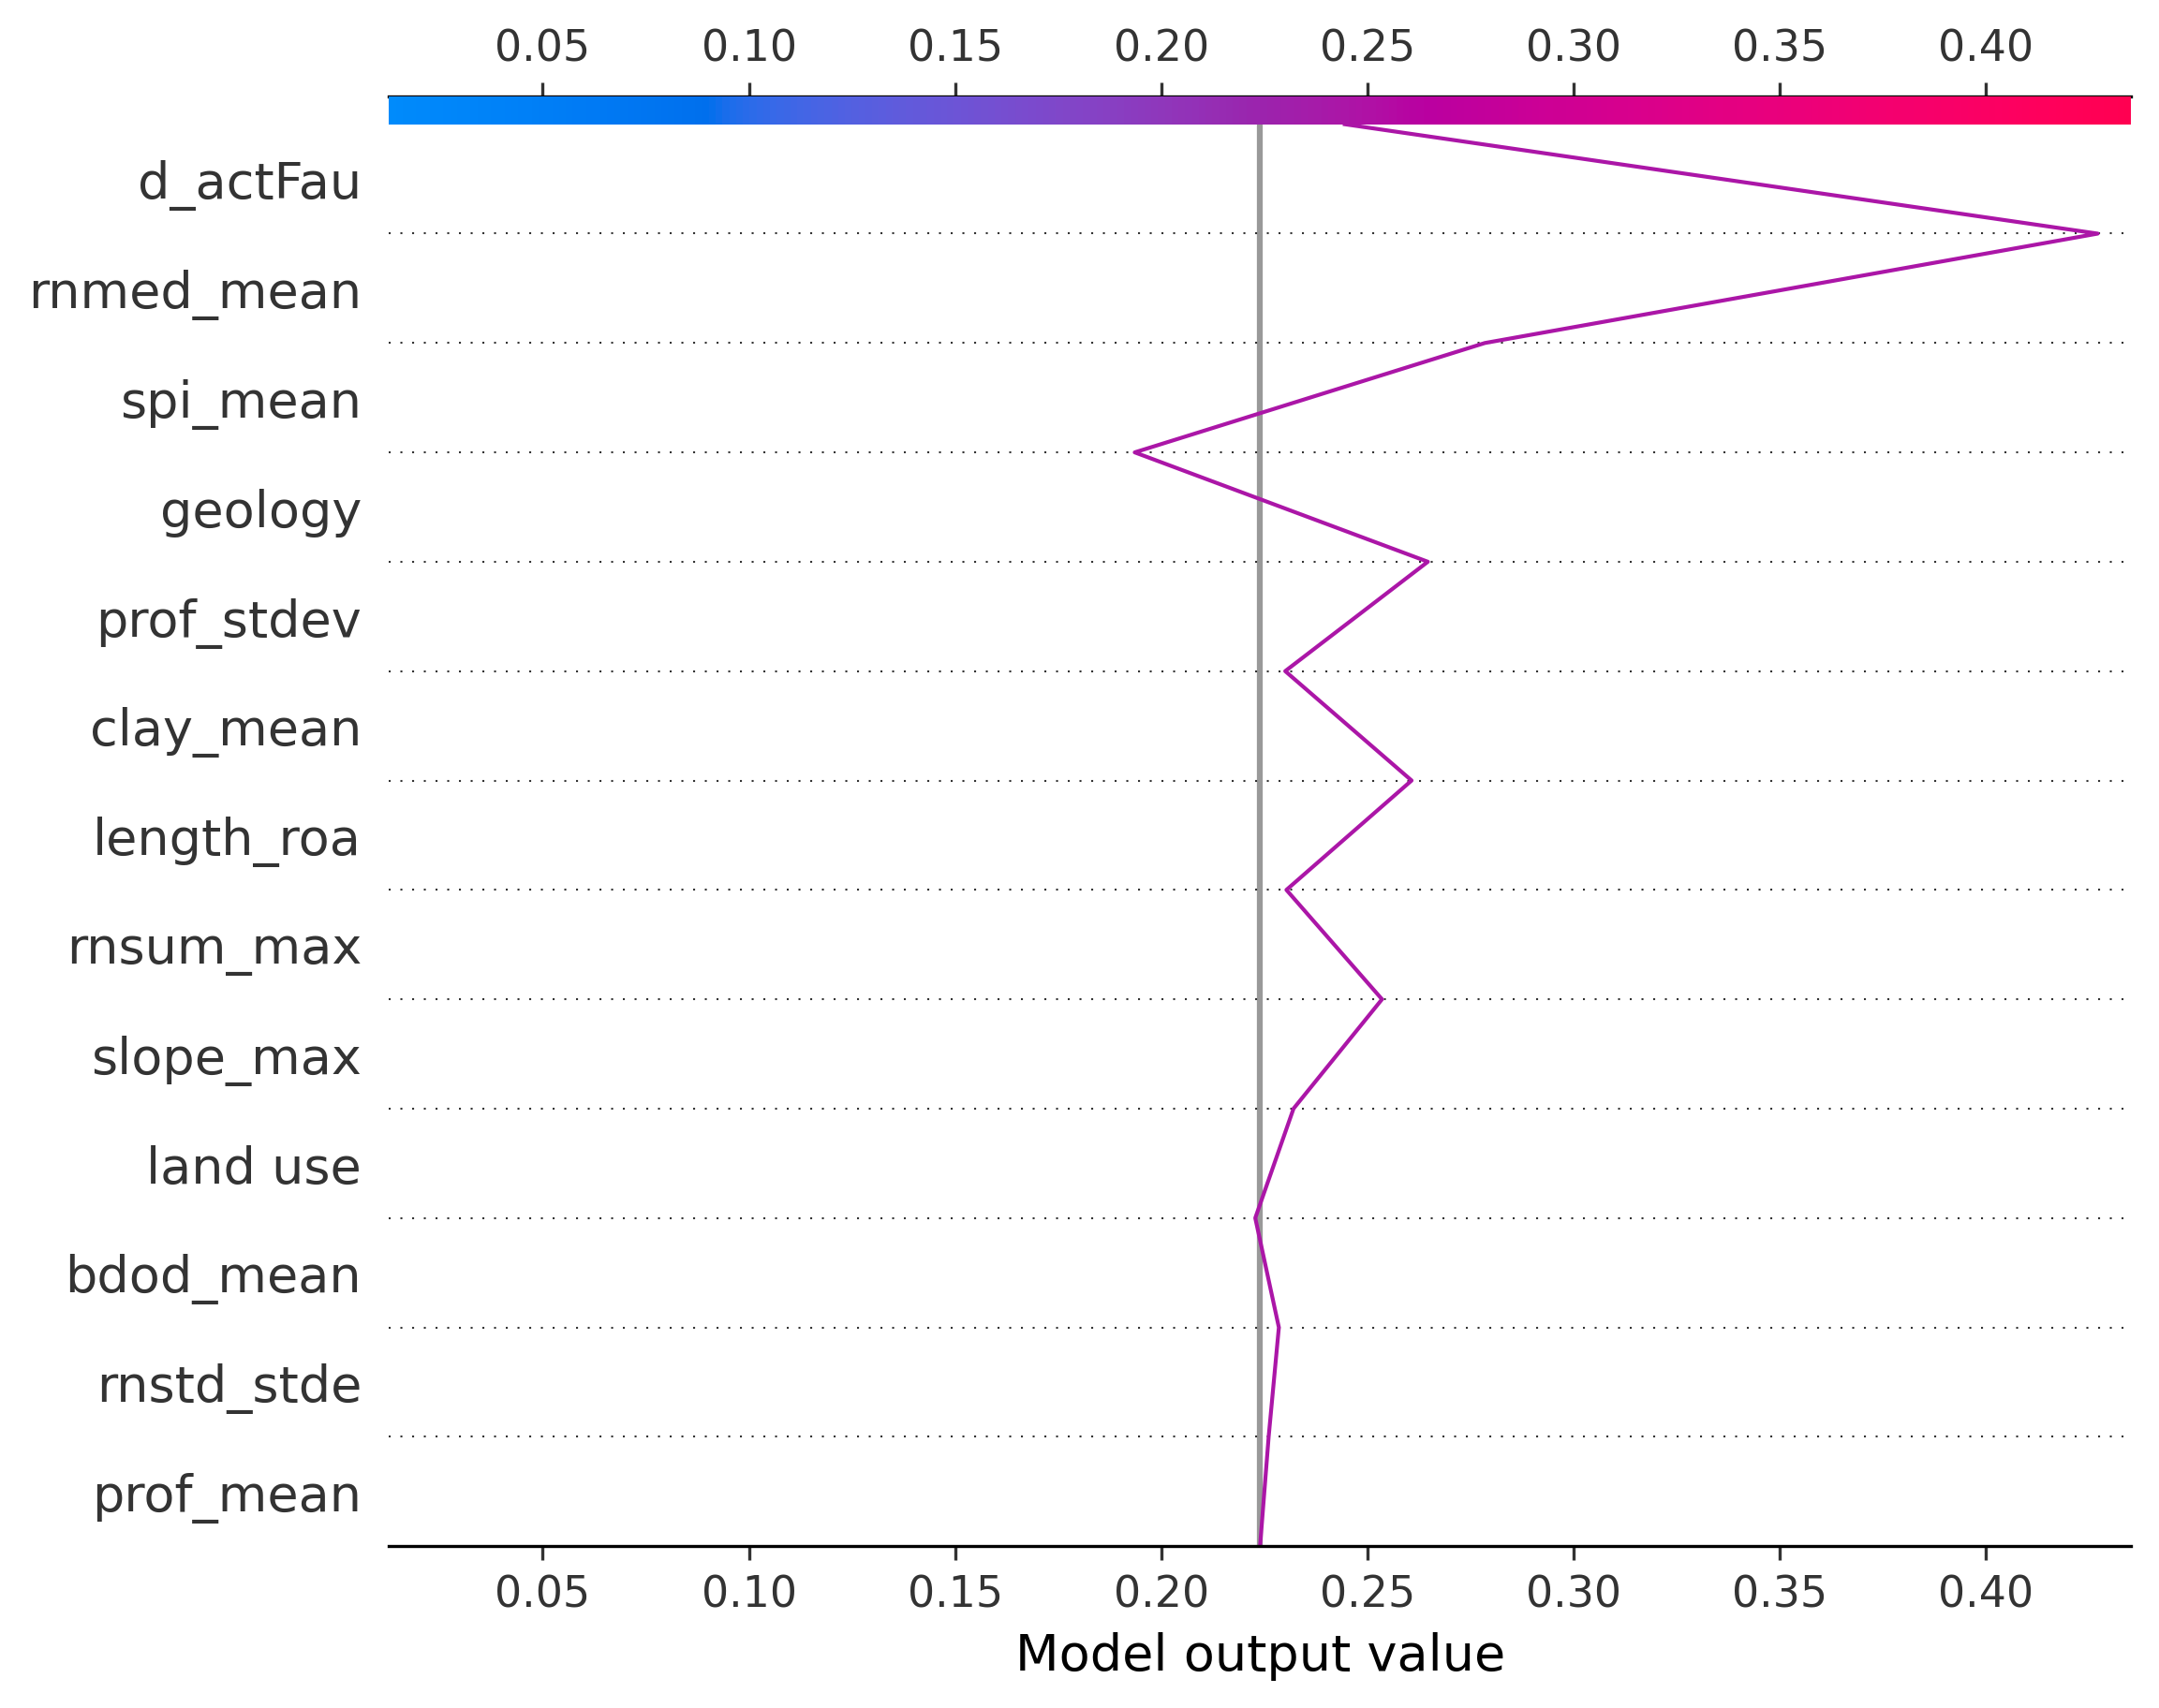 0.05 0.10 0.15 0.20 0.25 0.30 0.35 0.40
d_actFau
rnmed_mean
spi_mean
geology
prof_stdev
clay_mean
length_roa
rnsum_max
slope_max
land use
bdod_mean
rnstd_stde
prof_mean
0.05 0.10 0.15 0.20 0.25 0.30 0.35 0.40
Model output value